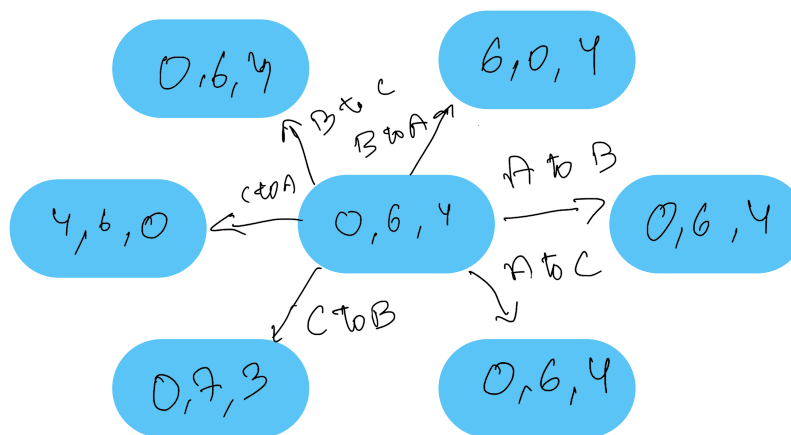 0,6,4
6,0,4
B to C
B to A
A to B
C to A
4,6,0
0,6,4
0,6,4
A to C
C to B
0,7,3
0,6,4